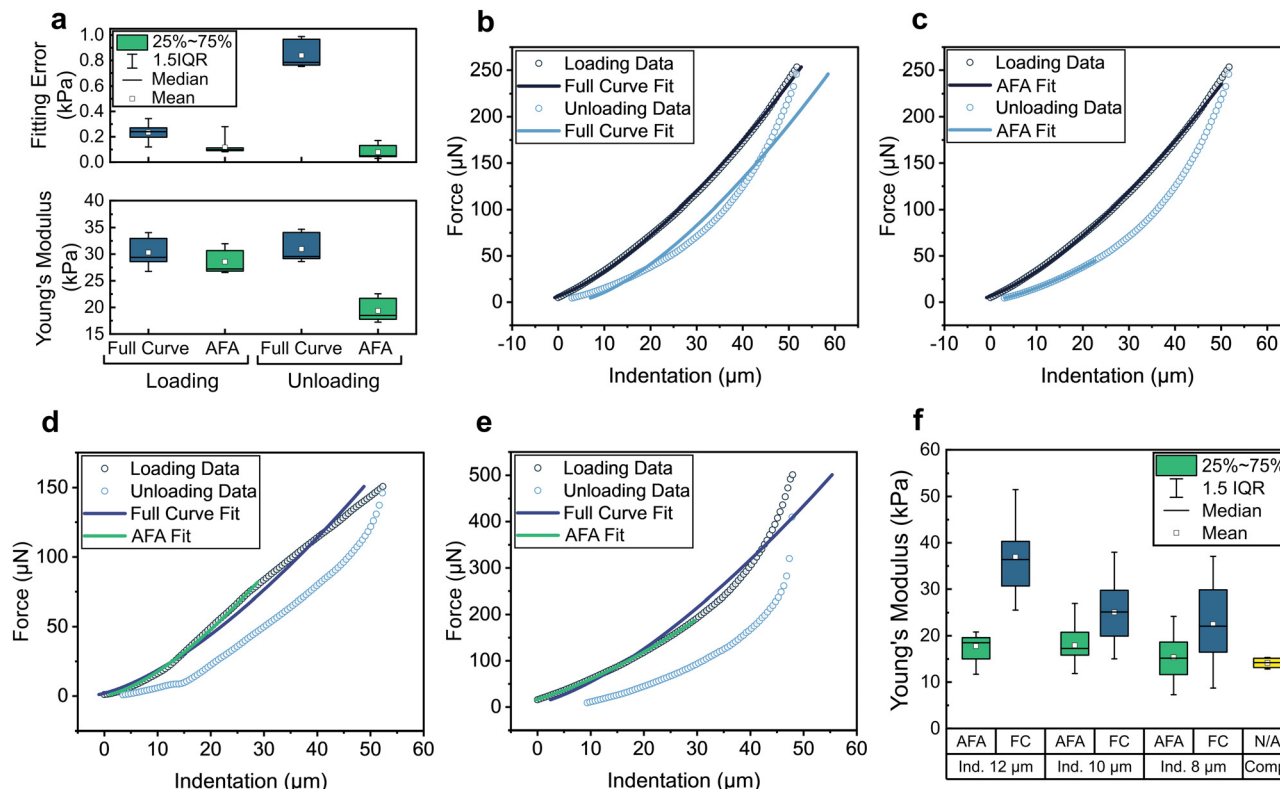 a
Fitting Error
(kPa)
1.0
0.8
0.6
0.4
0.2
0.0
25%~75%
1.5IQR
Median
Mean
Young's Modulus
(kPa)
40
35
30
25
20
15
Full Curve AFA Full Curve AFA
Loading Unloading
b
Force (µN)
250
200
150
100
50
0
Loading Data
Full Curve Fit
Unloading Data
Full Curve Fit
-10 0 10 20 30 40 50 60
Indentation (µm)
c
Force (µN)
250
200
150
100
50
0
Loading Data
AFA Fit
Unloading Data
AFA Fit
-10 0 10 20 30 40 50 60
Indentation (µm)
d
Force (µN)
150
100
50
0
Loading Data
Unloading Data
Full Curve Fit
AFA Fit
0 10 20 30 40 50 60
Indentation (µm)
e
Force (µN)
500
400
300
200
100
0
Loading Data
Unloading Data
Full Curve Fit
AFA Fit
0 10 20 30 40 50 60
Indentation (µm)
f
Young's Modulus (kPa)
60
50
40
30
20
10
0
25%~75%
1.5 IQR
Median
Mean
AFA FC AFA FC AFA FC N/A
Ind. 12 µm Ind. 10 µm Ind. 8 µm Comp